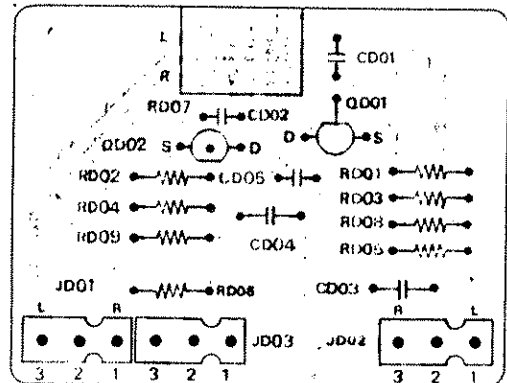 L
CD01
R
RD07
CD02
QD01
QD02 S D
D S
RD02 CD05 RD01
RD04 RD03
RD09 RD08
CD04 RD05
JD01 RD06 CD03
L R R L
JD03 JD02
3 2 1 3 2 1 3 2 1